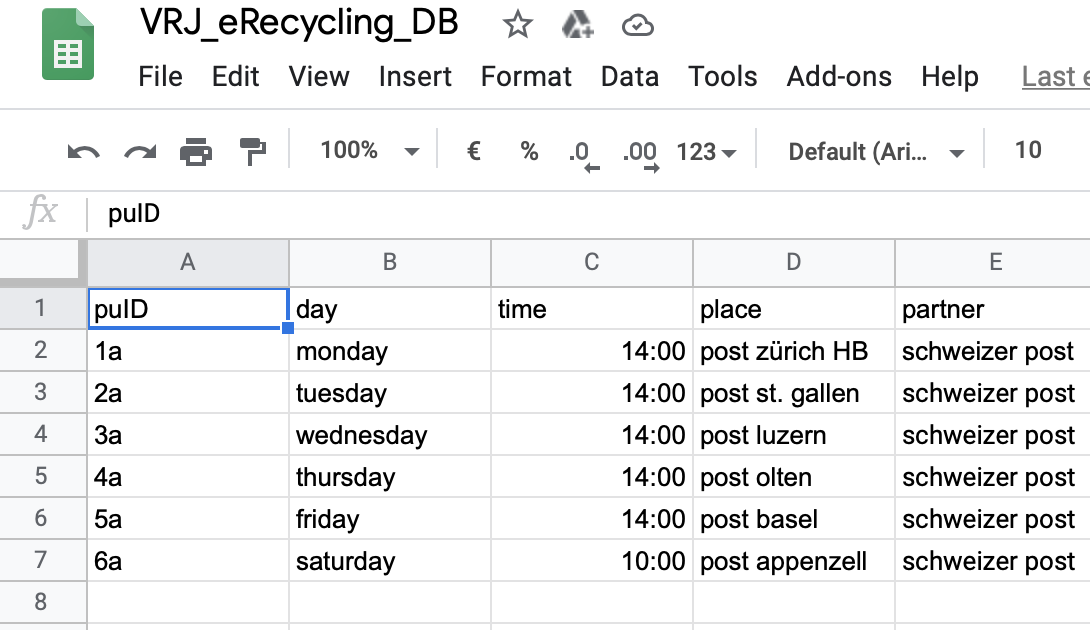 VRJ_eRecycling_DB
File Edit View Insert Format Data Tools Add-ons Help Last e
100% € % .0 .00 123 Default (Ari... 10
fx puID
A B C D E
1 puID day time place partner
2 1a monday 14:00 post zürich HB schweizer post
3 2a tuesday 14:00 post st. gallen schweizer post
4 3a wednesday 14:00 post luzern schweizer post
5 4a thursday 14:00 post olten schweizer post
6 5a friday 14:00 post basel schweizer post
7 6a saturday 10:00 post appenzell schweizer post
8